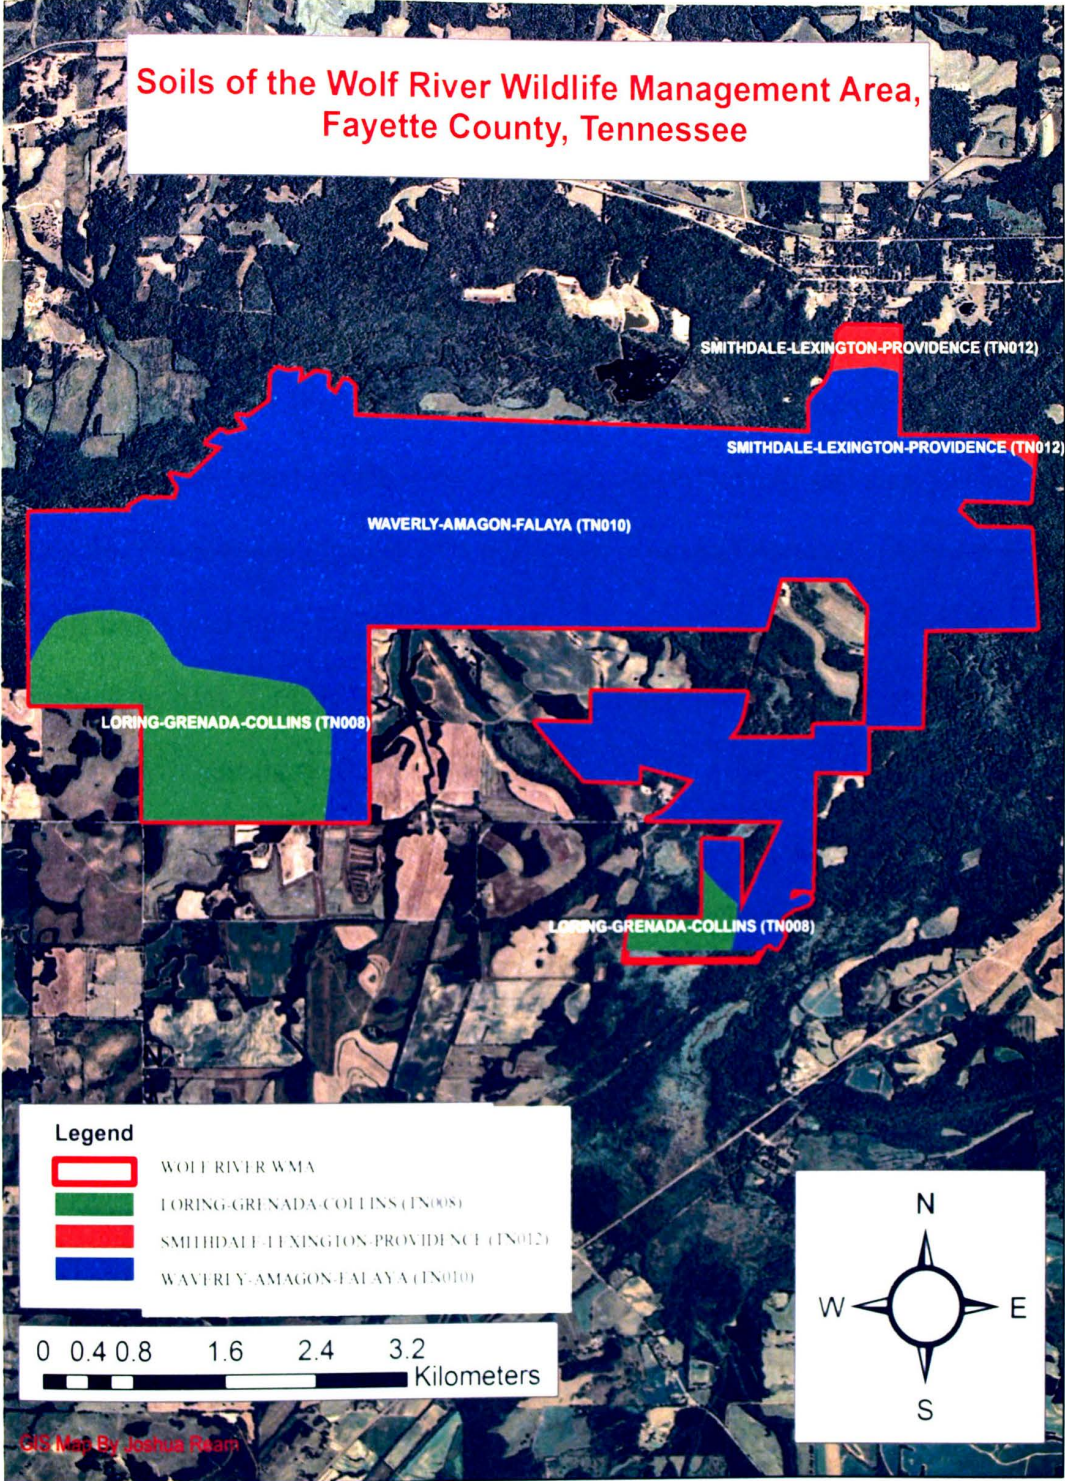 Soils of the Wolf River Wildlife Management Area,
Fayette County, Tennessee
SMITHDALE-LEXINGTON-PROVIDENCE (TN012)
SMITHDALE-LEXINGTON-PROVIDENCE (TN012)
WAVERLY-AMAGON-FALAYA (TN010)
LORING-GRENADA-COLLINS (TN008)
LORING-GRENADA-COLLINS (TN008)
Legend
WOLF RIVER WMA
LORING-GRENADA-COLLINS (TN008)
SMITHDALE-LEXINGTON-PROVIDENCE (TN012)
WAVERLY-AMAGON-FALAYA (TN010)
N
W E
S
0 0.4 0.8 1.6 2.4 3.2
Kilometers
GIS Map By Joshua Ream